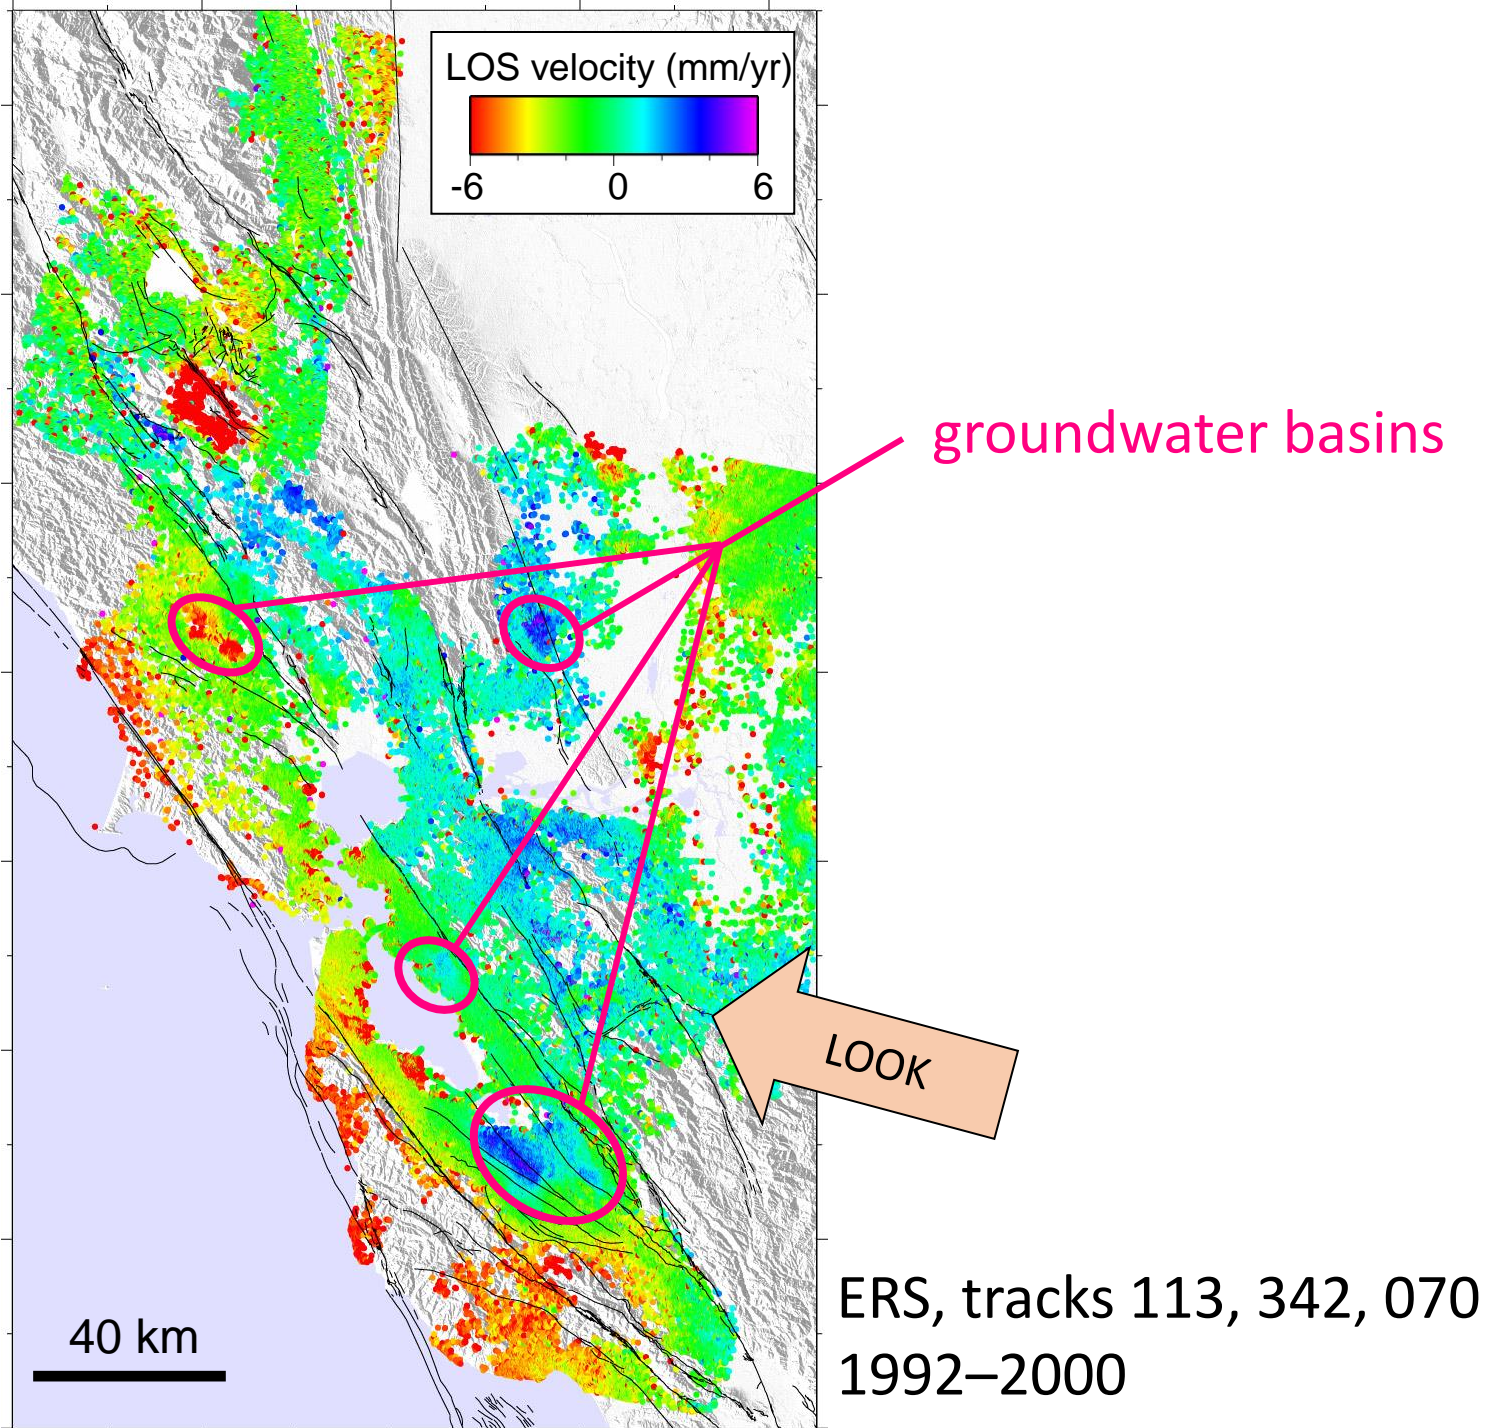 LOS velocity (mm/yr)
-6 0 6
groundwater basins
LOOK
ERS, tracks 113, 342, 070
1992–2000
40 km